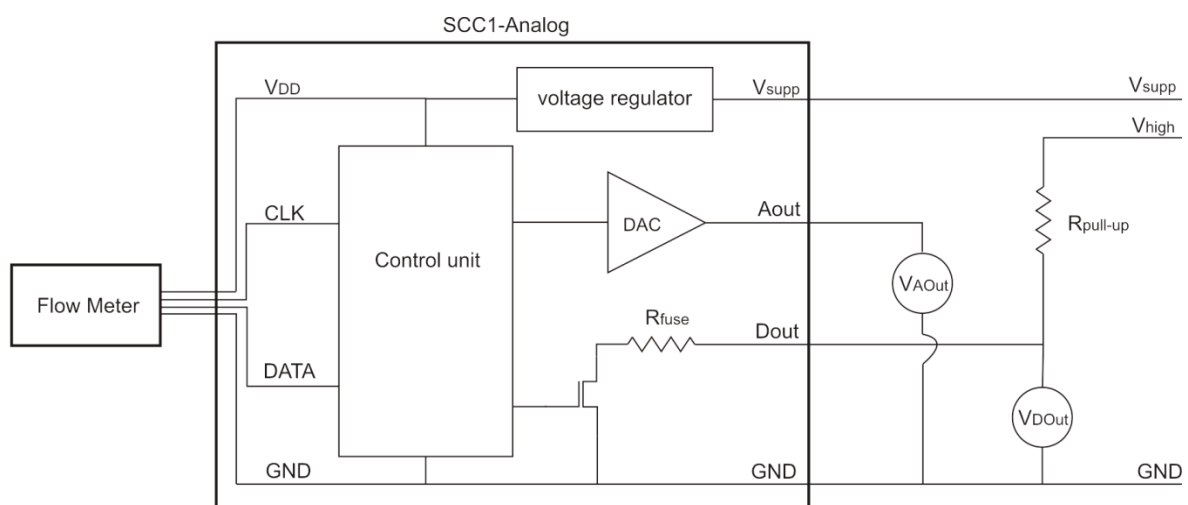 SCC1-Analog
VDD
voltage regulator
Vsupp
Vsupp
Vhigh
CLK
DAC
Aout
Rpull-up
Control unit
VAOut
Flow Meter
Rfuse
Dout
DATA
VDOut
GND
GND
GND